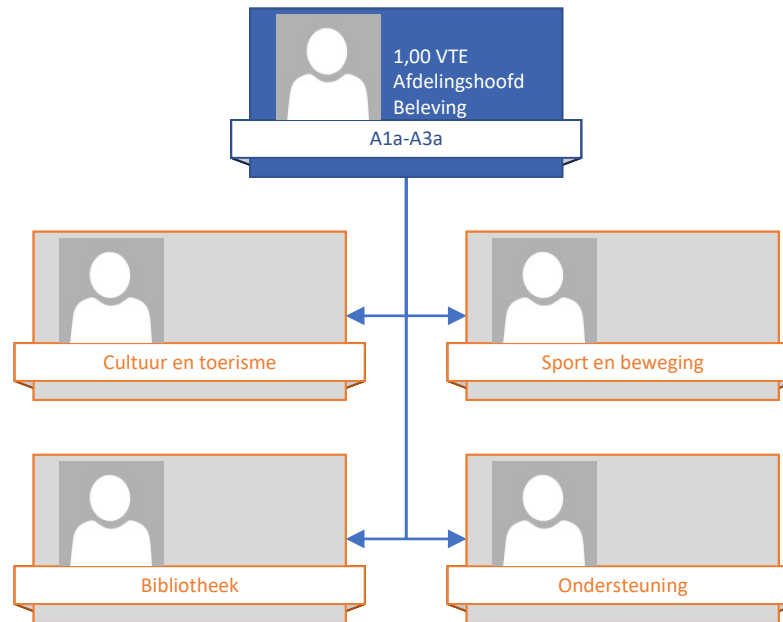 1,00 VTE
Afdelingshoofd
Beleving
A1a-A3a
Cultuur en toerisme
Sport en beweging
Bibliotheek
Ondersteuning